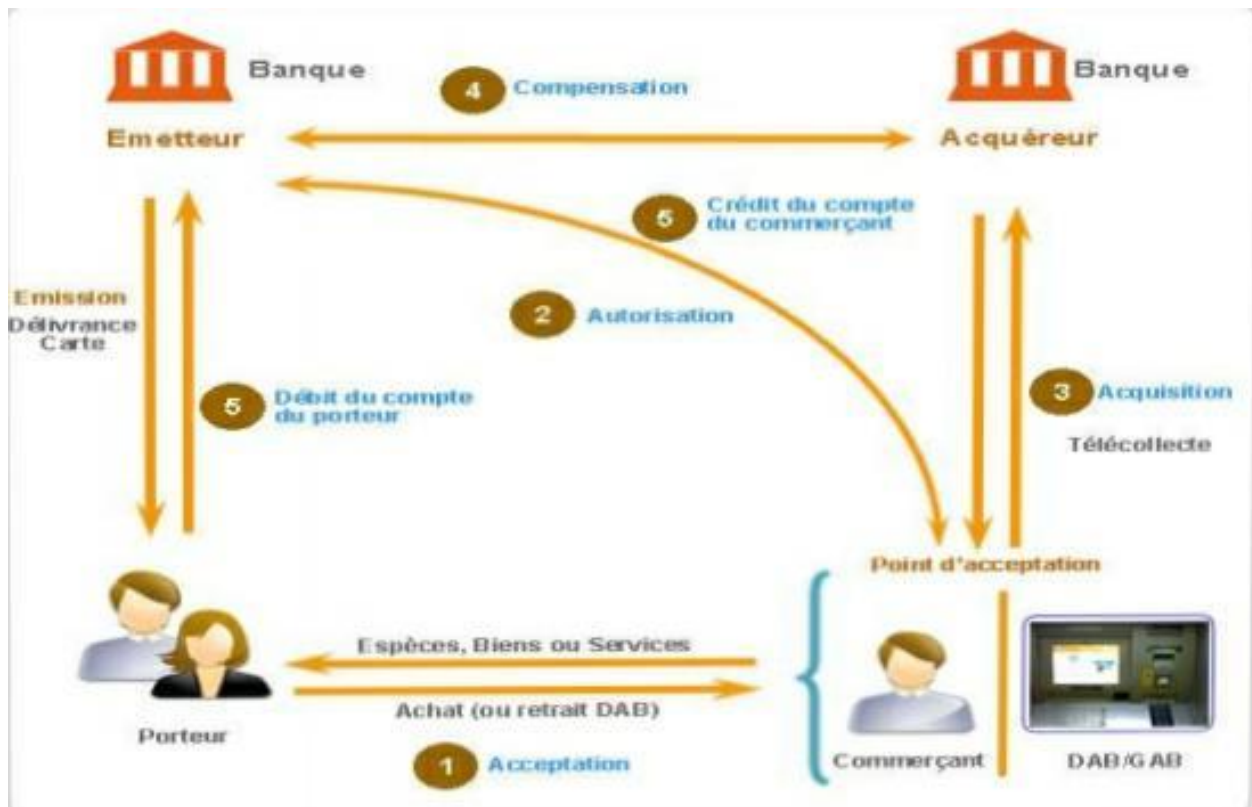 Banque
4 Compensation
Banque
Emetteur
Acquéreur
5 Crédit du compte
du commerçant
Emission
Délivrance
Carte
2 Autorisation
5 Débit du compte
du porteur
3 Acquisition
Télécollecte
Point d'acceptation
Espèces, Biens ou Services
Achat (ou retrait DAB)
Porteur
1 Acceptation
Commerçant
DAB/GAB